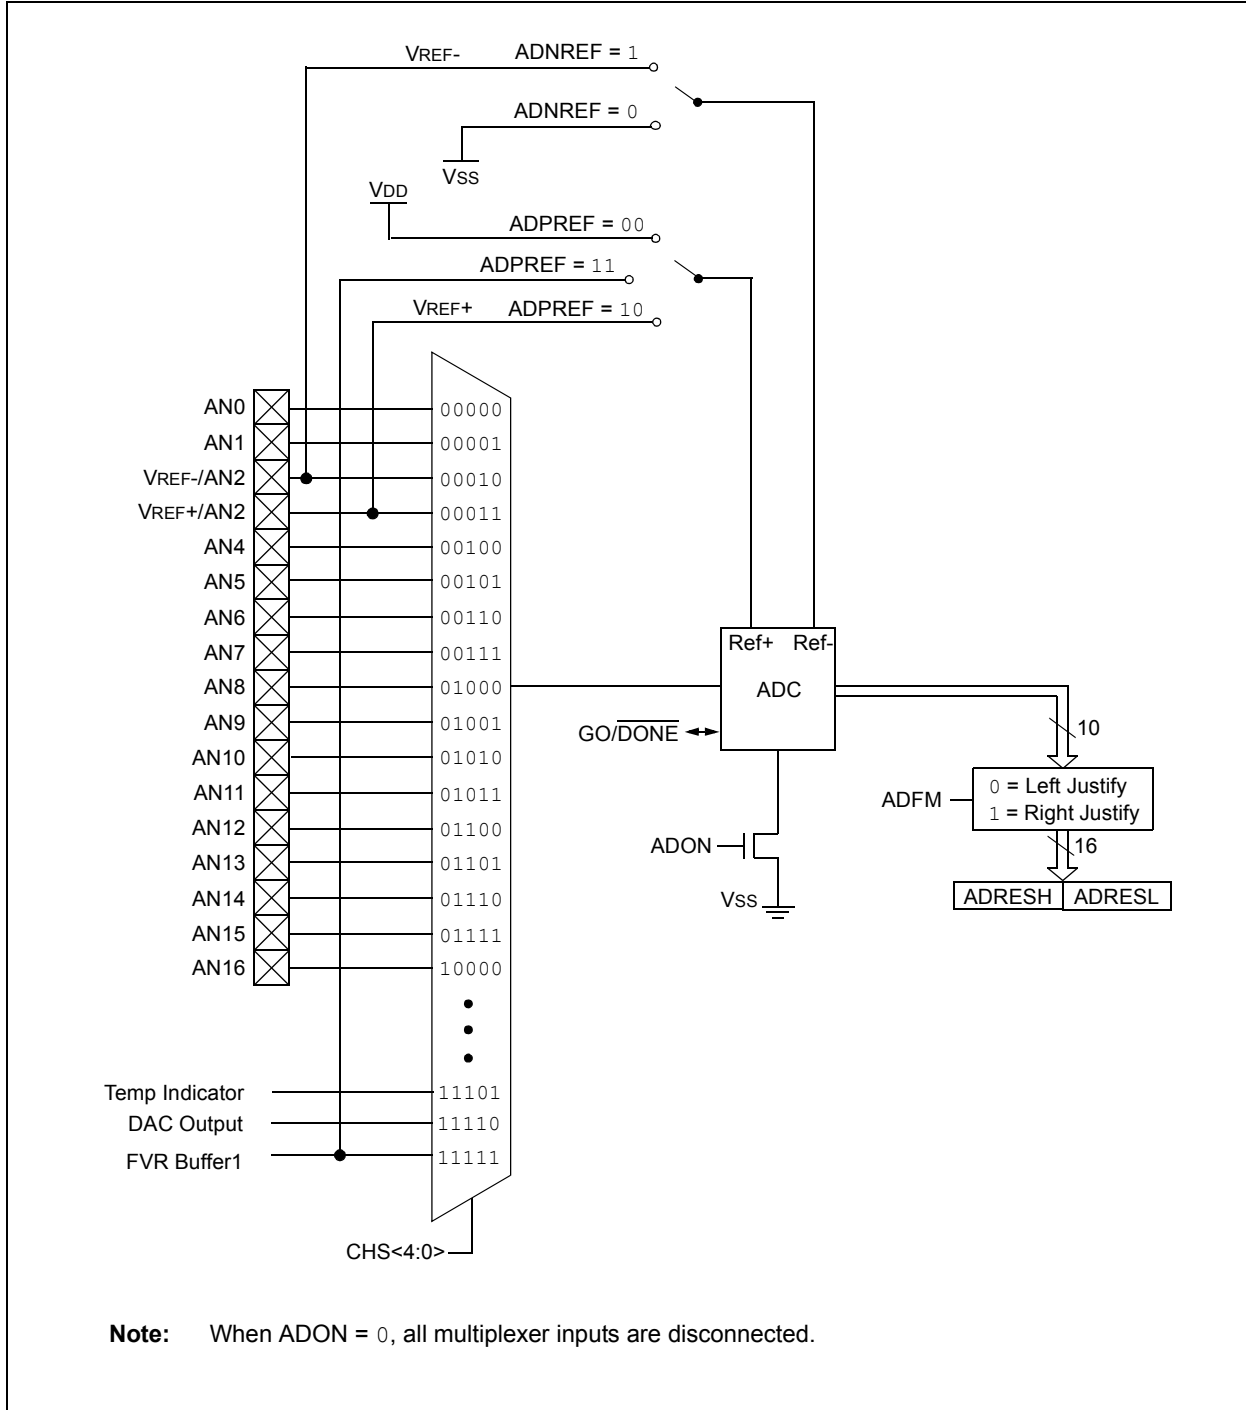 VREF- ADNREF = 1
ADNREF = 0
VSS
VDD
ADPREF = 00
ADPREF = 11
VREF+ ADPREF = 10
AN0 00000
AN1 00001
VREF-/AN2 00010
VREF+/AN2 00011
AN4 00100
AN5 00101
AN6 00110
AN7 00111
AN8 01000
AN9 01001
AN10 01010
AN11 01011
AN12 01100
AN13 01101
AN14 01110
AN15 01111
AN16 10000
Temp Indicator 11101
DAC Output 11110
FVR Buffer1 11111
CHS<4:0>
Ref+ Ref-
ADC
GO/DONE
ADON
VSS
10
ADFM
0 = Left Justify
1 = Right Justify
16
ADRESH ADRESL
Note: When ADON = 0, all multiplexer inputs are disconnected.